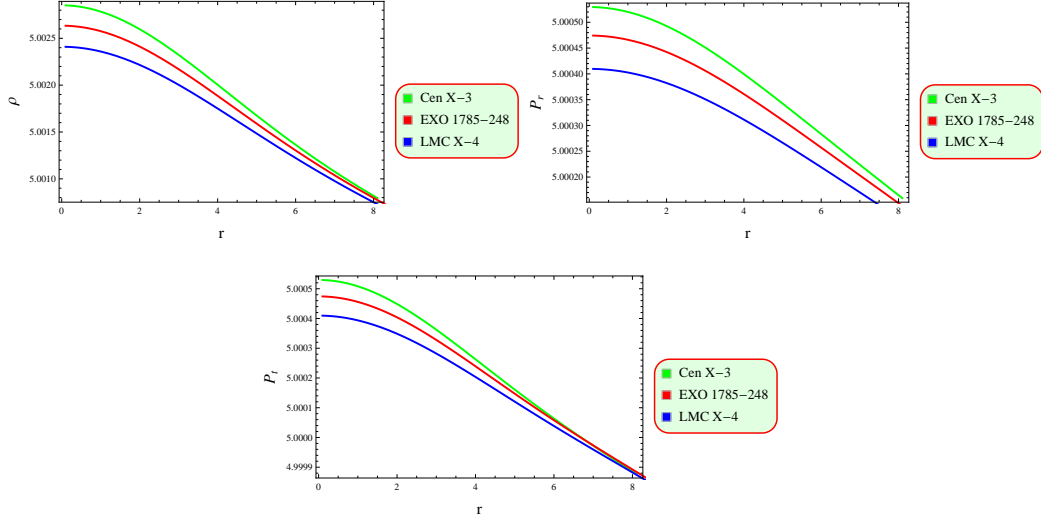 5.0025
5.0020
5.0015
5.0010
ρ
0 2 4 6 8
r
Cen X−3
EXO 1785−248
LMC X−4
5.00050
5.00045
5.00040
5.00035
5.00030
5.00025
5.00020
P_r
0 2 4 6 8
r
Cen X−3
EXO 1785−248
LMC X−4
5.0005
5.0004
5.0003
5.0002
5.0001
5.0000
4.9999
P_t
0 2 4 6 8
r
Cen X−3
EXO 1785−248
LMC X−4